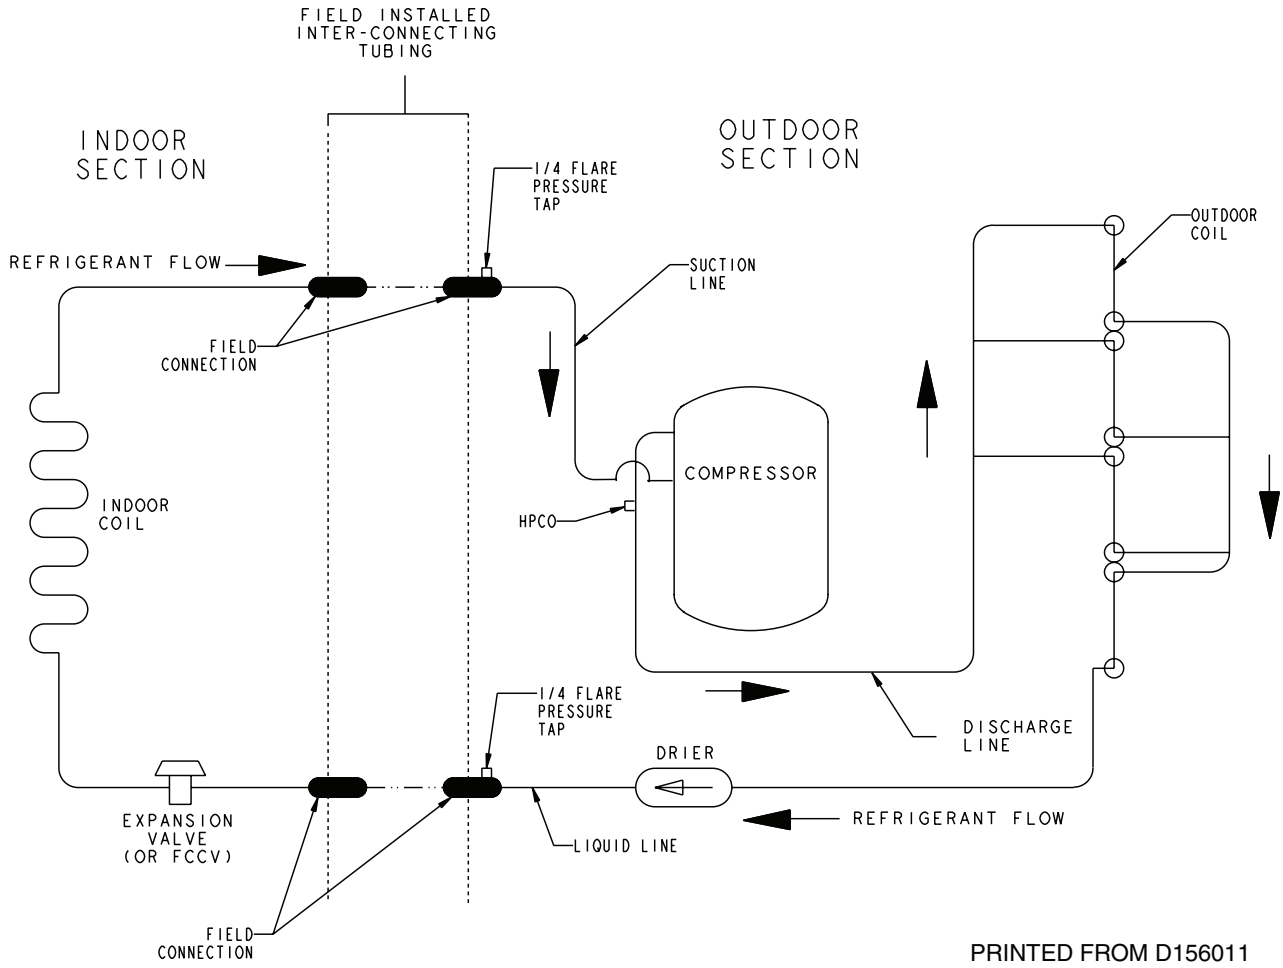 FIELD INSTALLED
INTER-CONNECTING
TUBING
INDOOR
SECTION
OUTDOOR
SECTION
1/4 FLARE
PRESSURE
TAP
OUTDOOR
COIL
REFRIGERANT FLOW
SUCTION
LINE
FIELD
CONNECTION
COMPRESSOR
INDOOR
COIL
HPCO
1/4 FLARE
PRESSURE
TAP
DISCHARGE
LINE
DRIER
EXPANSION
VALVE
(OR FCCV)
REFRIGERANT FLOW
LIQUID LINE
FIELD
CONNECTION
PRINTED FROM D156011